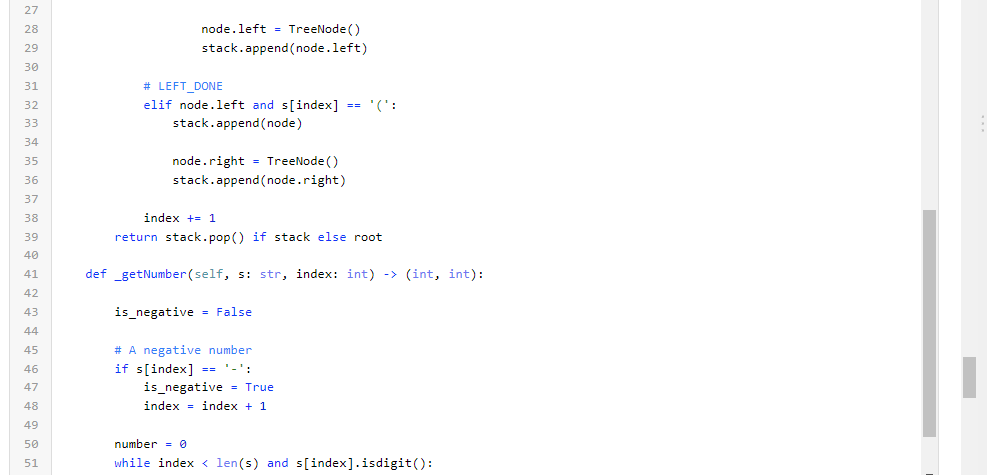 27
28 node.left = TreeNode()
29 stack.append(node.left)
30
31 # LEFT_DONE
32 elif node.left and s[index] == '(':
33 stack.append(node)
34
35 node.right = TreeNode()
36 stack.append(node.right)
37
38 index += 1
39 return stack.pop() if stack else root
40
41 def _getNumber(self, s: str, index: int) -> (int, int):
42
43 is_negative = False
44
45 # A negative number
46 if s[index] == '-':
47 is_negative = True
48 index = index + 1
49
50 number = 0
51 while index < len(s) and s[index].isdigit():